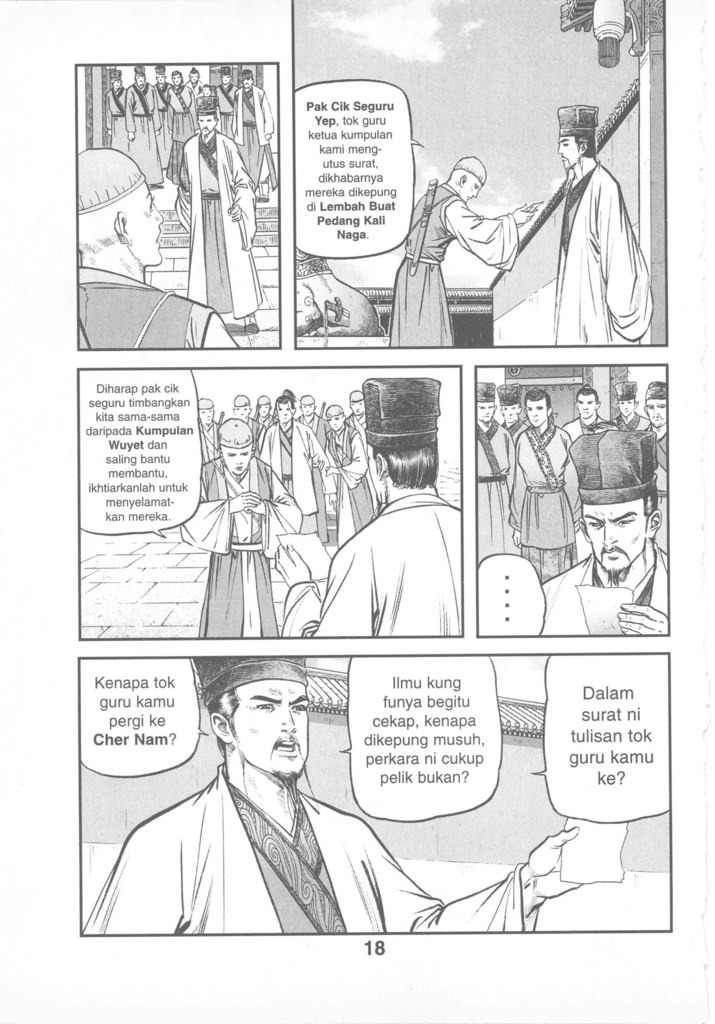 Pak Cik Seguru
Yep, tok guru
ketua kumpulan
kami meng-
utus surat,
dikhabarnya
mereka dikepung
di Lembah Buat
Pedang Kali
Naga.
Diharap pak cik
seguru timbangkan
kita sama-sama
daripada Kumpulan
Wuyet dan
saling bantu
membantu,
ikhtiarkanlah untuk
menyelamat-
kan mereka.
Kenapa tok
guru kamu
pergi ke
Cher Nam?
Ilmu kung
funya begitu
cekap, kenapa
dikepung musuh,
perkara ni cukup
pelik bukan?
Dalam
surat ni
tulisan tok
guru kamu
ke?
18